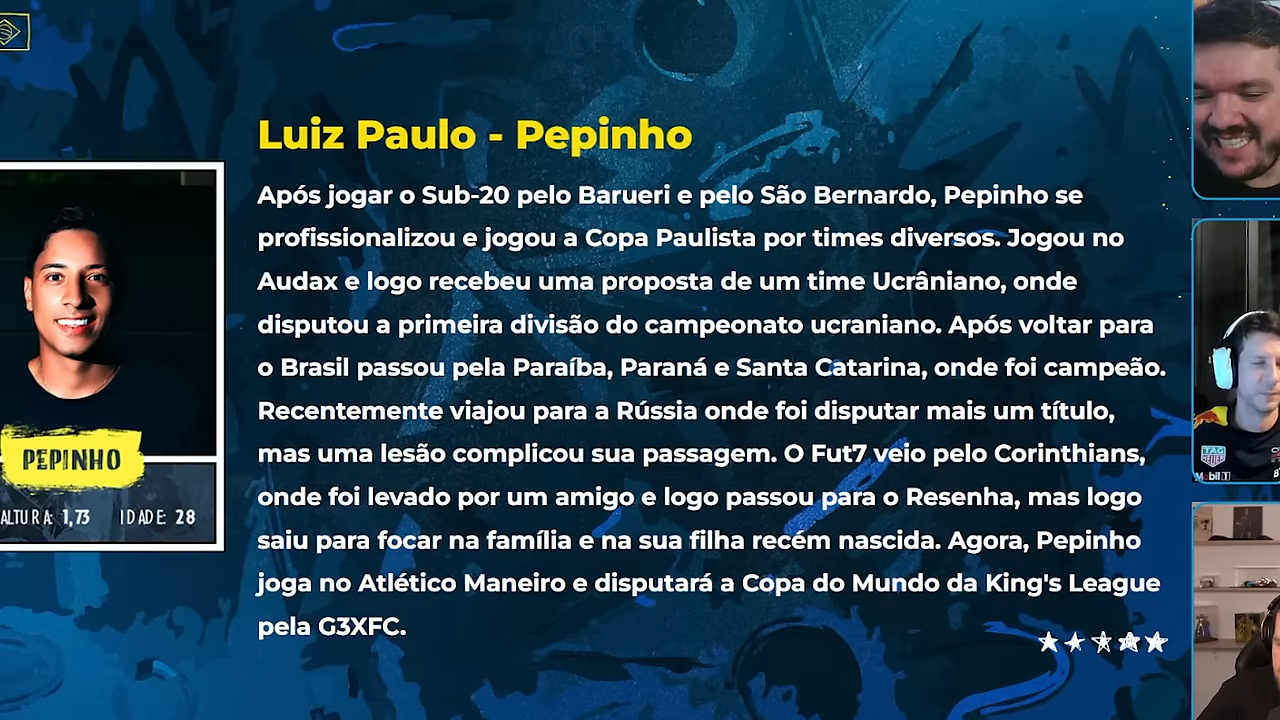 Luiz Paulo - Pepinho
Após jogar o Sub-20 pelo Barueri e pelo São Bernardo, Pepinho se
profissionalizou e jogou a Copa Paulista por times diversos. Jogou no
Audax e logo recebeu uma proposta de um time Ucrâniano, onde
disputou a primeira divisão do campeonato ucraniano. Após voltar para
o Brasil passou pela Paraíba, Paraná e Santa Catarina, onde foi campeão.
Recentemente viajou para a Rússia onde foi disputar mais um título,
mas uma lesão complicou sua passagem. O Fut7 veio pelo Corinthians,
onde foi levado por um amigo e logo passou para o Resenha, mas logo
saiu para focar na família e na sua filha recém nascida. Agora, Pepinho
joga no Atlético Maneiro e disputará a Copa do Mundo da King's League
pela G3XFC.
PEPINHO
ALTURA: 1,73 IDADE: 28
TAG
Mobil 1